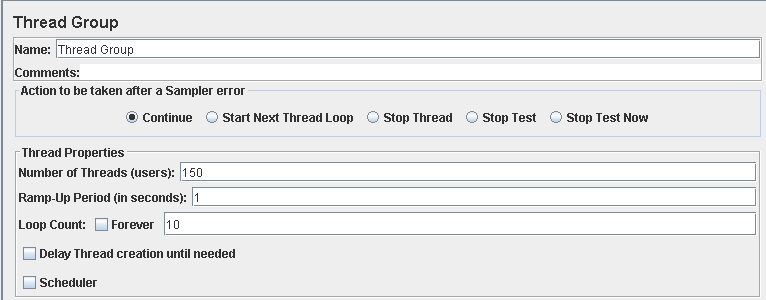 Thread Group
Name: Thread Group
Comments:
Action to be taken after a Sampler error
Continue Start Next Thread Loop Stop Thread Stop Test Stop Test Now
Thread Properties
Number of Threads (users): 150
Ramp-Up Period (in seconds): 1
Loop Count: Forever 10
Delay Thread creation until needed
Scheduler